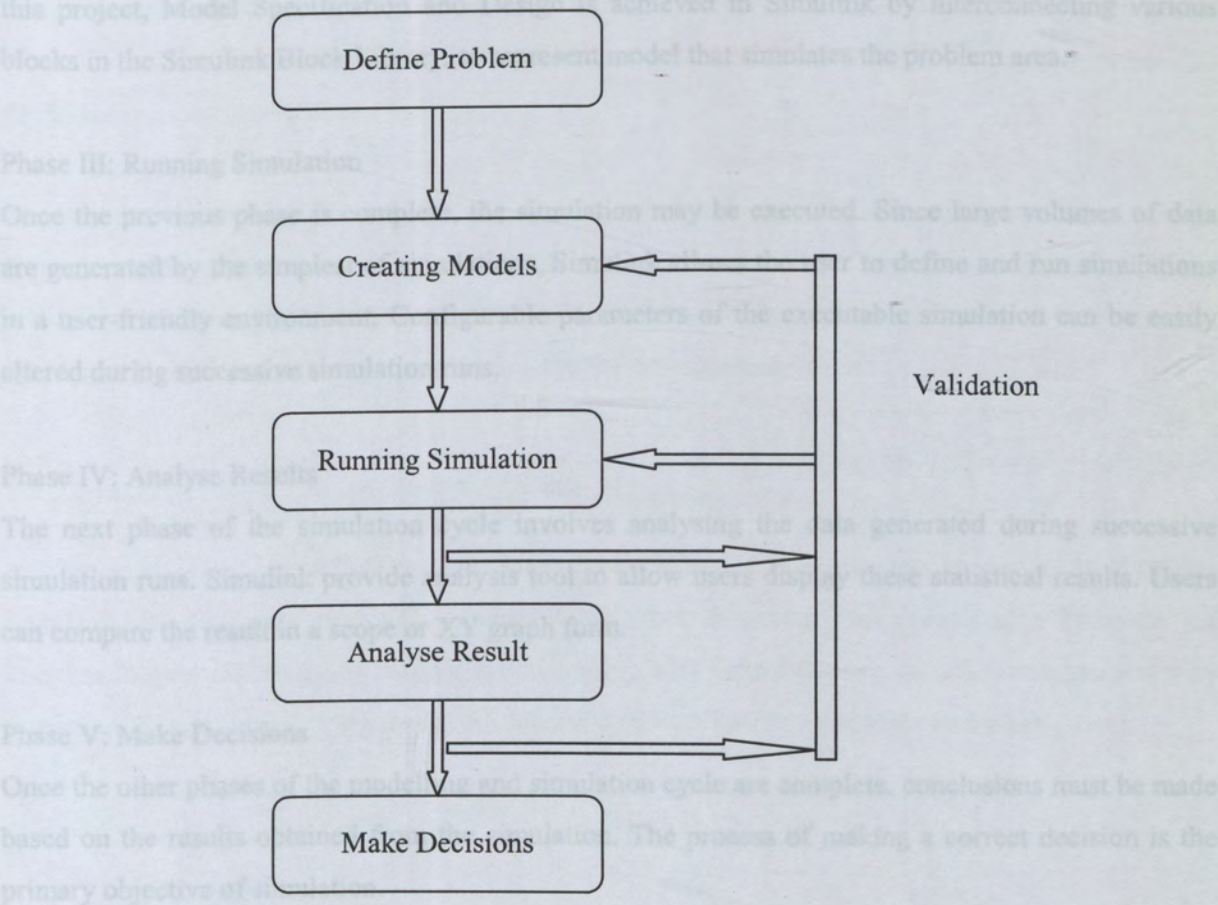 this project, Model Specification and Design is achieved in Simulink by interconnecting various
blocks in the Simulink Block present model that simulates the problem area.
Define Problem
Phase III: Running Simulation
Once the previous phase is complete, the simulation may be executed. Since large volumes of data
are generated by the simplest Simulink allows the user to define and run simulations
Creating Models
in a user-friendly environment. Configurable parameters of the executable simulation can be easily
altered during successive simulation runs.
Validation
Running Simulation
Phase IV: Analyse Results
The next phase of the simulation cycle involves analysing the data generated during successive
simulation runs. Simulink provide analysis tool to allow users display these statistical results. Users
can compare the result in a scope or XY graph form.
Analyse Result
Phase V: Make Decisions
Once the other phases of the modelling and simulation cycle are complete, conclusions must be made
based on the results obtained from the simulation. The process of making a correct decision is the
Make Decisions
primary objective of simulation.